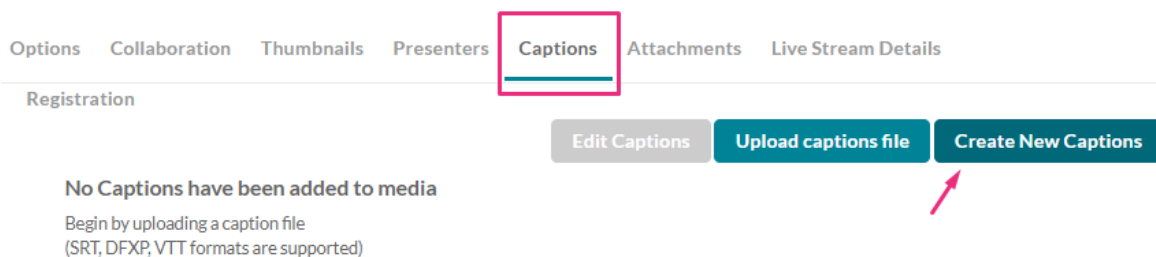 Options Collaboration Thumbnails Presenters Captions Attachments Live Stream Details
Registration
Edit Captions Upload captions file Create New Captions
No Captions have been added to media
Begin by uploading a caption file
(SRT, DFXP, VTT formats are supported)